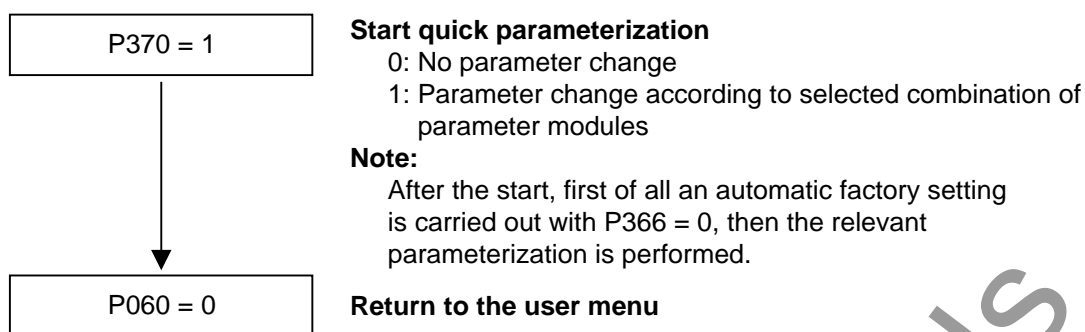 P370 = 1
Start quick parameterization
0: No parameter change
1: Parameter change according to selected combination of
parameter modules
Note:
After the start, first of all an automatic factory setting
is carried out with P366 = 0, then the relevant
parameterization is performed.
P060 = 0
Return to the user menu